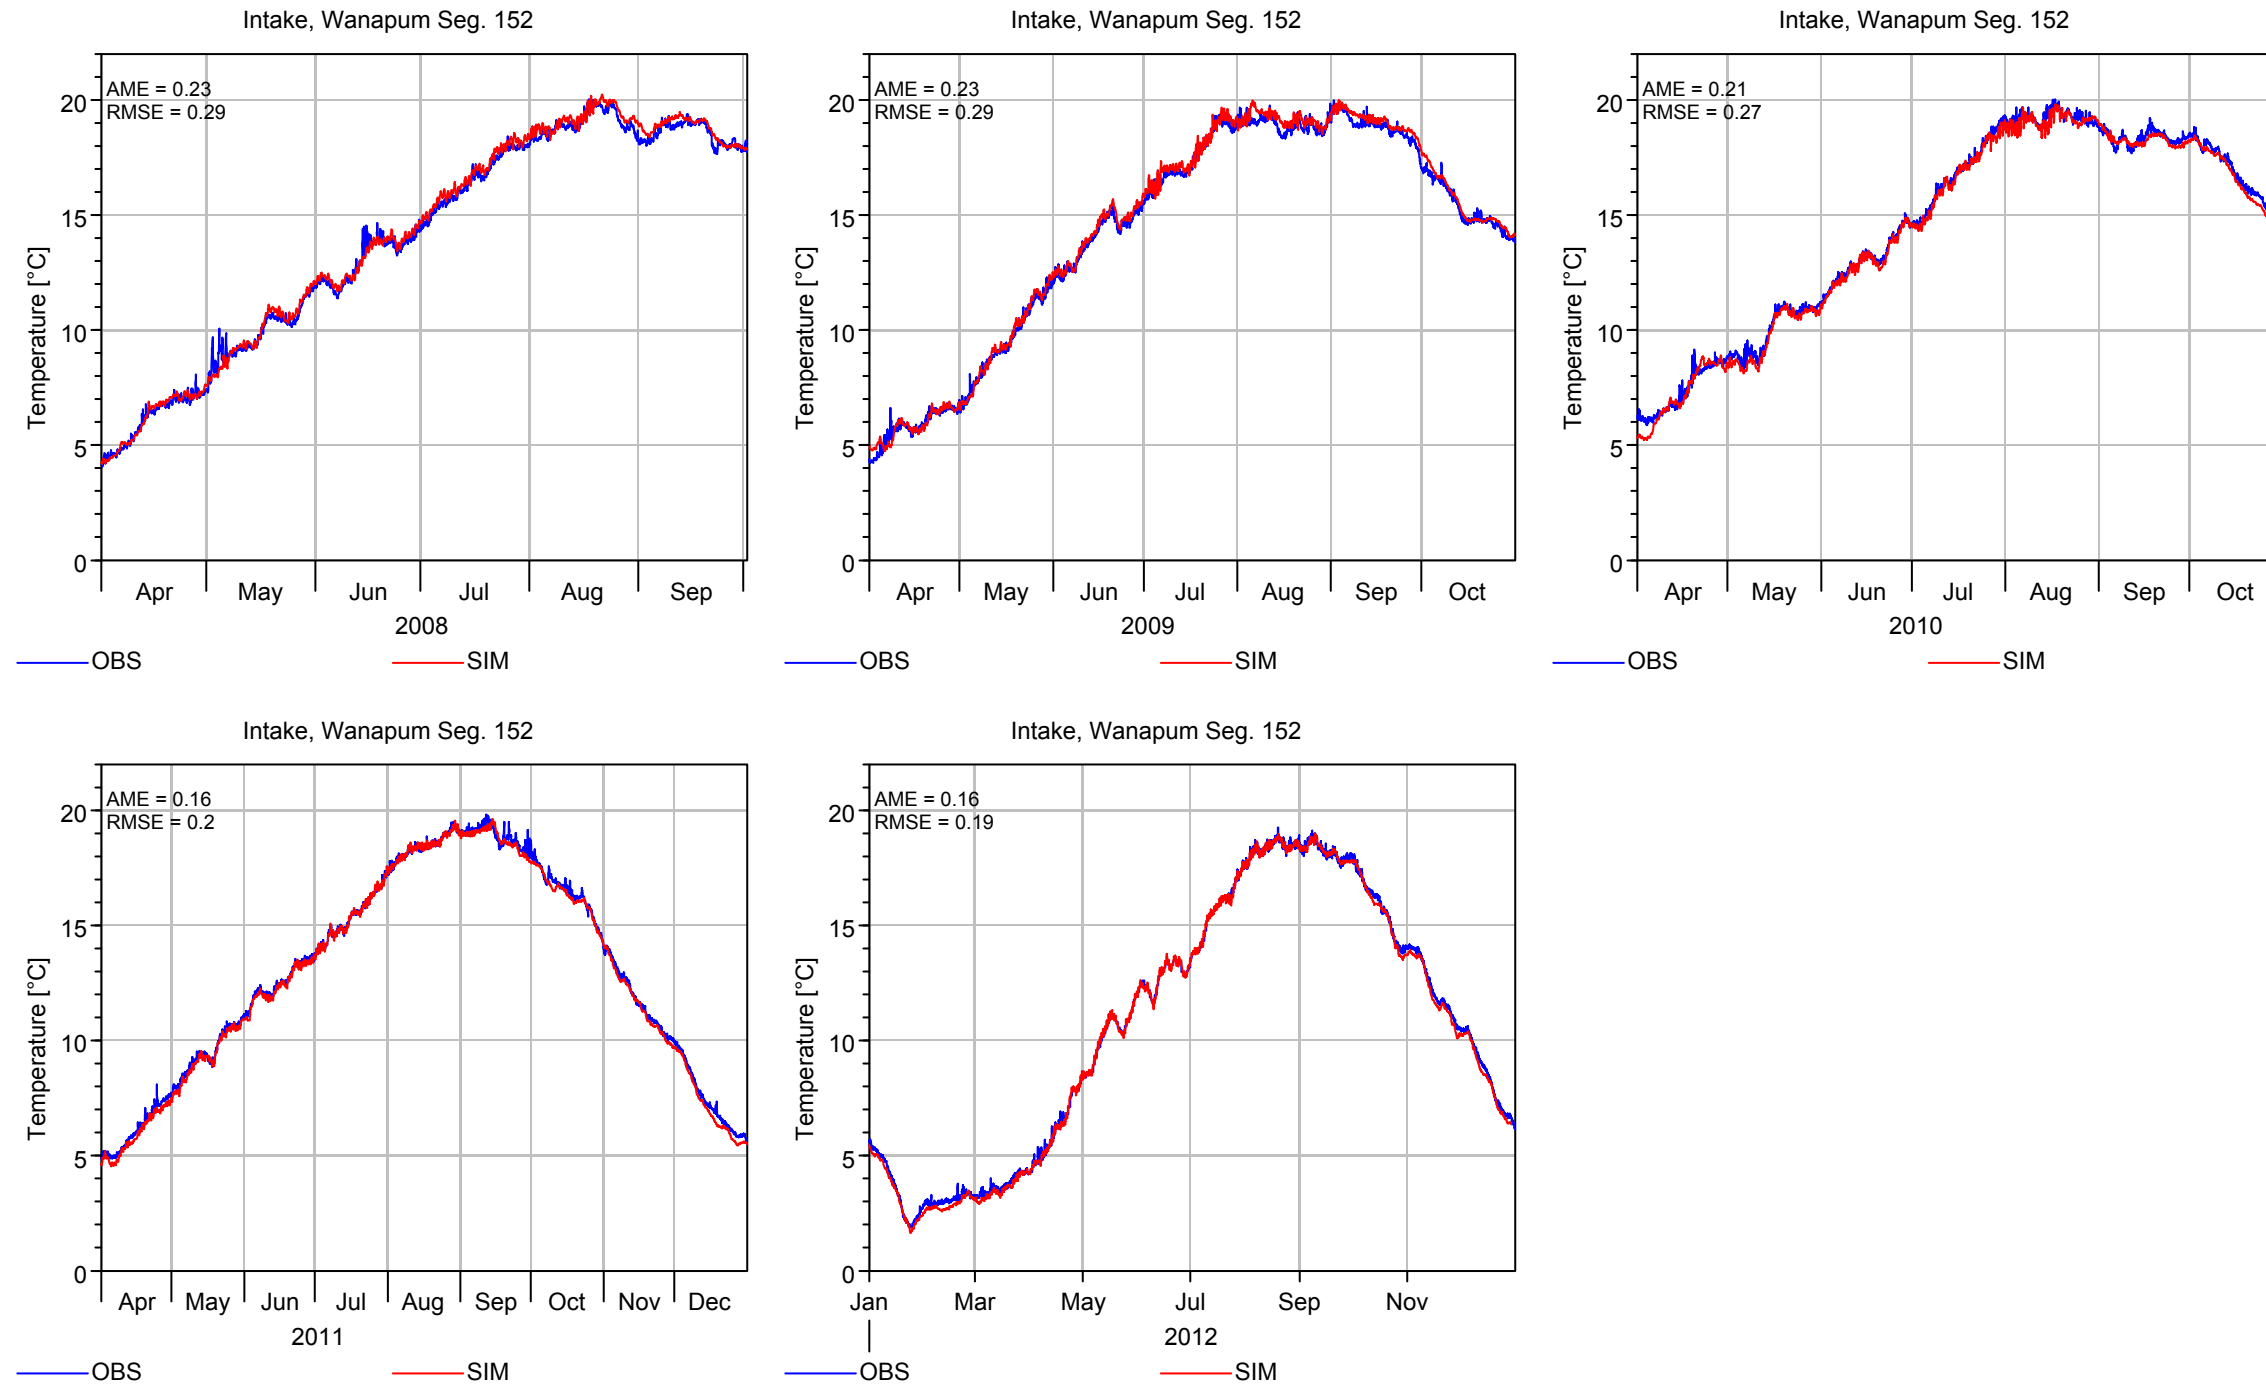 Intake, Wanapum Seg. 152
AME = 0.23
RMSE = 0.29
Temperature [°C]
20
15
10
5
0
Apr May Jun Jul Aug Sep
2008
OBS SIM
Intake, Wanapum Seg. 152
AME = 0.23
RMSE = 0.29
Temperature [°C]
20
15
10
5
0
Apr May Jun Jul Aug Sep Oct
2009
OBS SIM
Intake, Wanapum Seg. 152
AME = 0.21
RMSE = 0.27
Temperature [°C]
20
15
10
5
0
Apr May Jun Jul Aug Sep Oct
2010
OBS SIM
Intake, Wanapum Seg. 152
AME = 0.16
RMSE = 0.2
Temperature [°C]
20
15
10
5
0
Apr May Jun Jul Aug Sep Oct Nov Dec
2011
OBS SIM
Intake, Wanapum Seg. 152
AME = 0.16
RMSE = 0.19
Temperature [°C]
20
15
10
5
0
Jan Mar May Jul Sep Nov
2012
OBS SIM